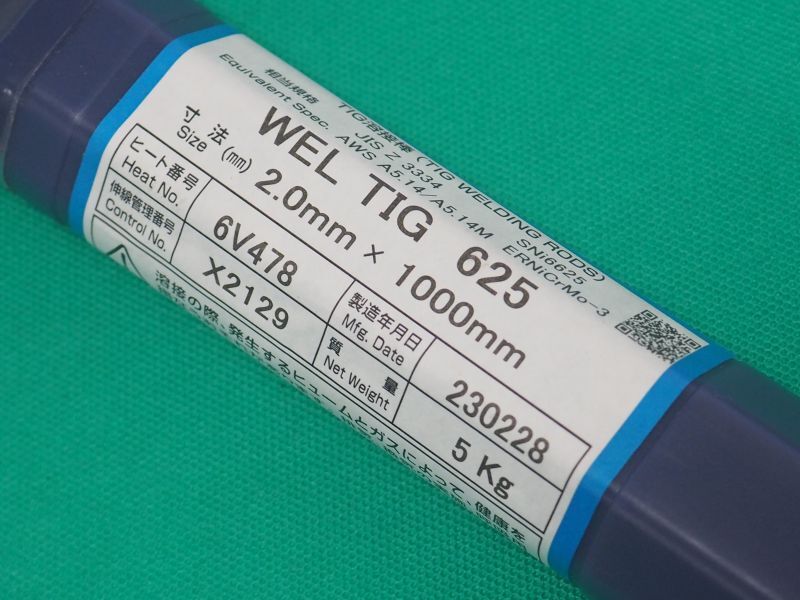 TIG溶接棒 (TIG WELDING RODS)
相当規格 JIS Z 3334 SNi6625
Equivalent Spec. AWS A5.14/A5.14M ERNiCrMo-3
WEL TIG 625
寸法 Size (mm) 2.0mm × 1000mm
ヒート番号 Heat No. 6V478 製造年月日 Mfg. Date 230228
伸線管理番号 Control No. X2129 質量 Net Weight 5 Kg
溶接の際、発生するヒュームとガスによって、健康を